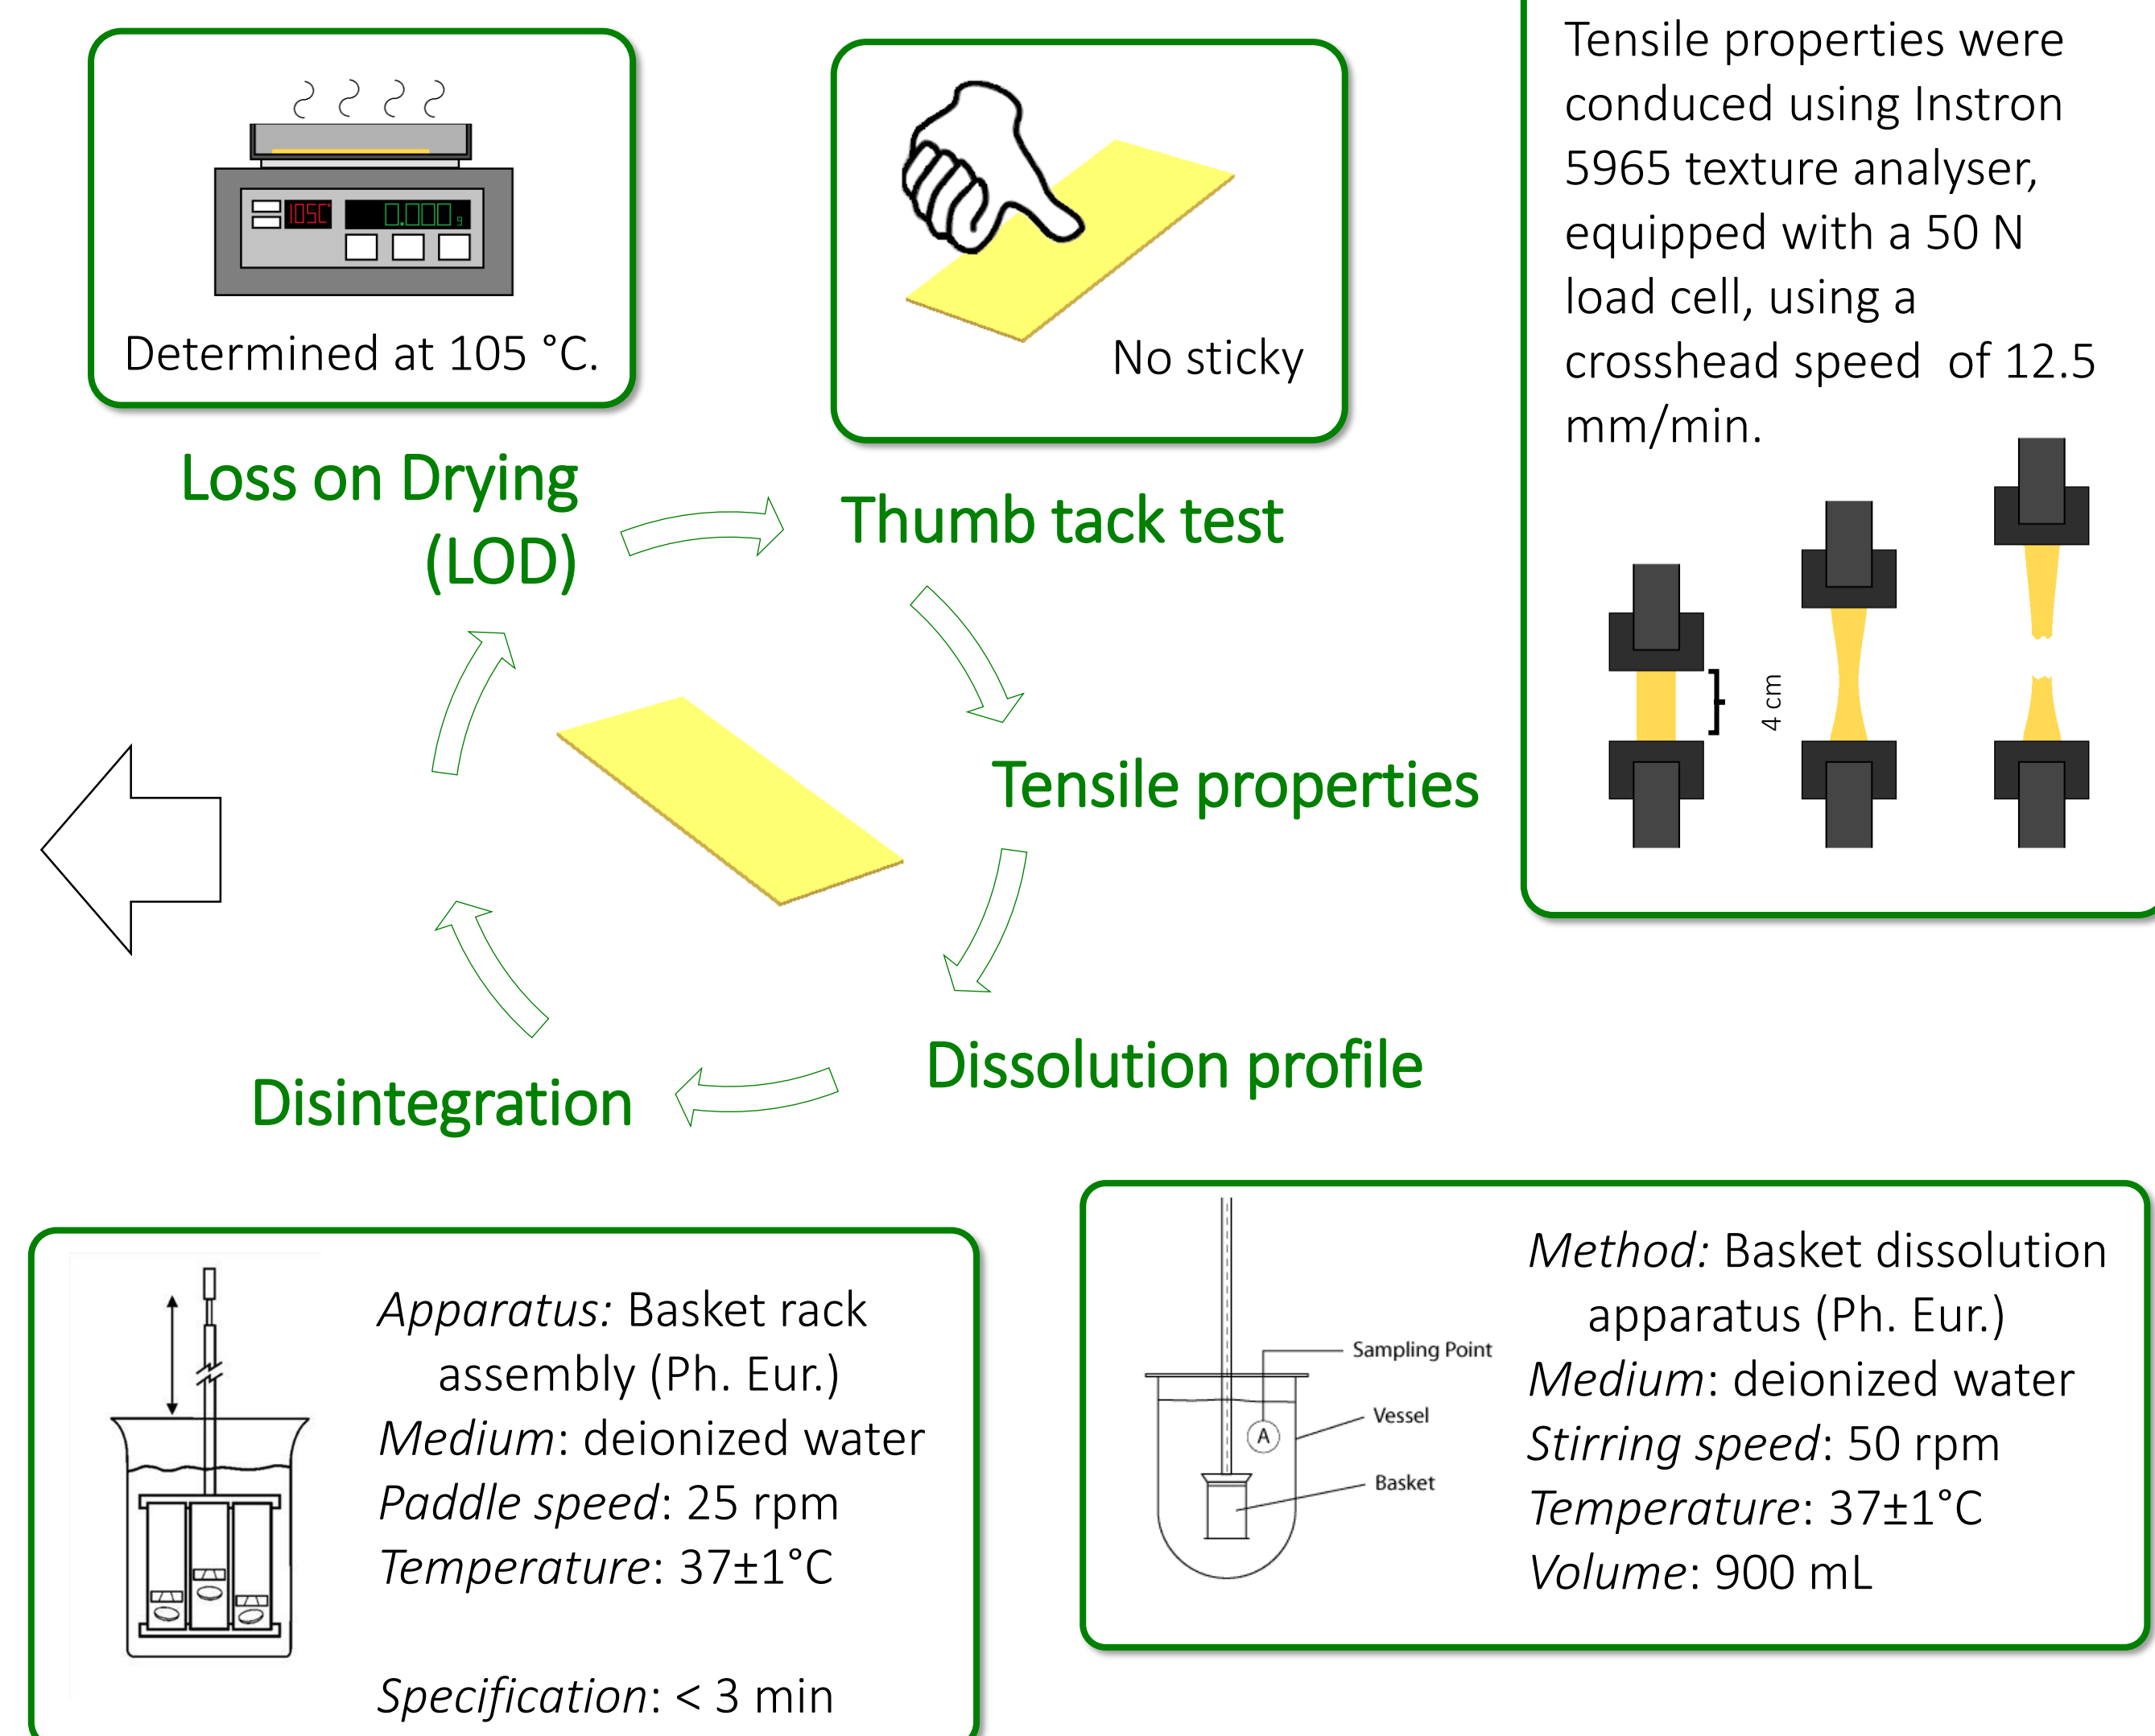 105C°
0.000 g
Determined at 105 °C.
No sticky
Tensile properties were
conduced using Instron
5965 texture analyser,
equipped with a 50 N
load cell, using a
crosshead speed  of 12.5
mm/min.
4 cm
Loss on Drying
(LOD)
Thumb tack test
Tensile properties
Dissolution profile
Disintegration
Apparatus: Basket rack
assembly (Ph. Eur.)
Medium: deionized water
Paddle speed: 25 rpm
Temperature: 37±1°C
Specification: < 3 min
Sampling Point
A
Vessel
Basket
Method: Basket dissolution
apparatus (Ph. Eur.)
Medium: deionized water
Stirring speed: 50 rpm
Temperature: 37±1°C
Volume: 900 mL